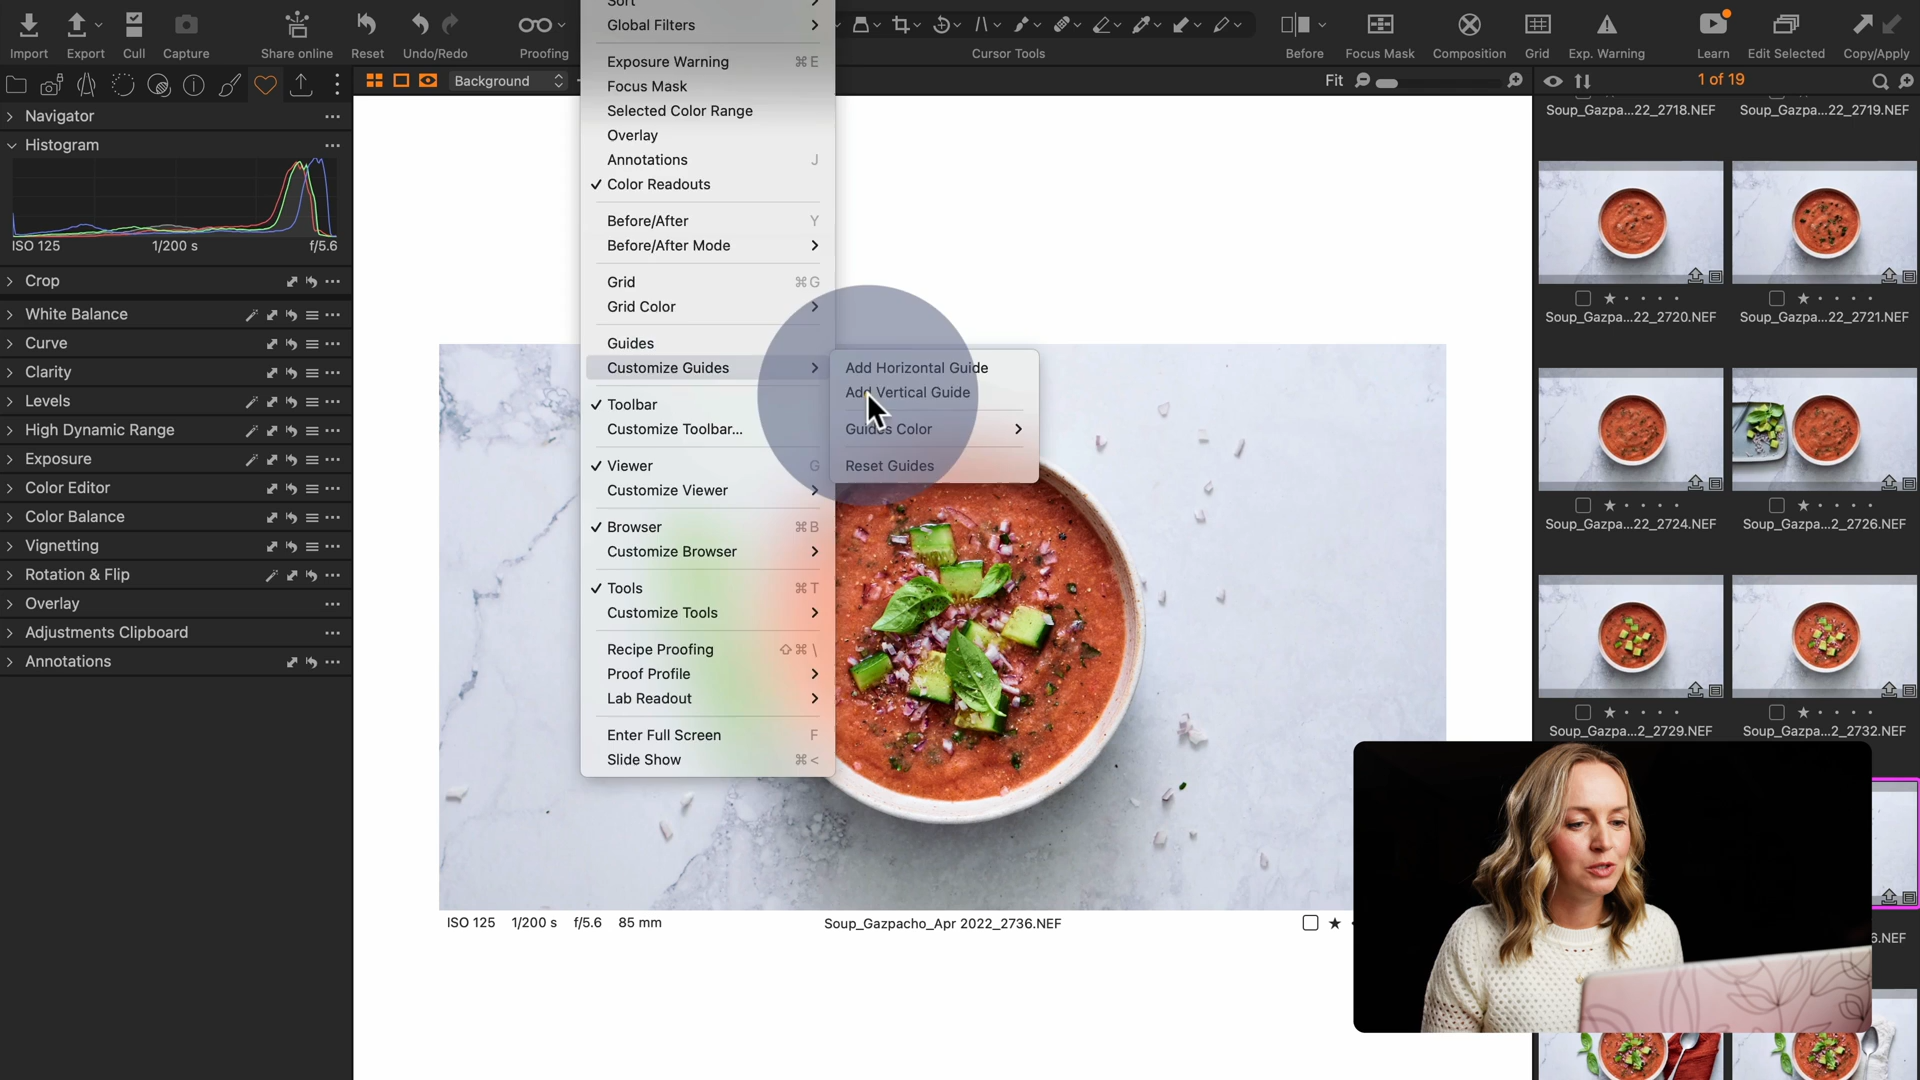 Sort
Global Filters
Exposure Warning ⌘E
Focus Mask
Selected Color Range
Overlay
Annotations J
✓ Color Readouts
Before/After Y
Before/After Mode
Grid ⌘G
Grid Color
Guides
Customize Guides
✓ Toolbar
Customize Toolbar...
✓ Viewer G
Customize Viewer
✓ Browser ⌘B
Customize Browser
✓ Tools ⌘T
Customize Tools
Recipe Proofing ⇧⌘\
Proof Profile
Lab Readout
Enter Full Screen F
Slide Show ⌘<
Add Horizontal Guide
Add Vertical Guide
Guides Color
Reset Guides
Import Export Cull Capture Share online Reset Undo/Redo Proofing Cursor Tools Before Focus Mask Composition Grid Exp. Warning Learn Edit Selected Copy/Apply
Background
Fit
1 of 19
Navigator
Histogram
ISO 125 1/200 s f/5.6
Crop
White Balance
Curve
Clarity
Levels
High Dynamic Range
Exposure
Color Editor
Color Balance
Vignetting
Rotation & Flip
Overlay
Adjustments Clipboard
Annotations
ISO 125 1/200 s f/5.6 85 mm
Soup_Gazpacho_Apr 2022_2736.NEF
Soup_Gazpa...22_2718.NEF Soup_Gazpa...22_2719.NEF
Soup_Gazpa...22_2720.NEF Soup_Gazpa...22_2721.NEF
Soup_Gazpa...22_2724.NEF Soup_Gazpa...2_2726.NEF
Soup_Gazpa...2_2729.NEF Soup_Gazpa...2_2732.NEF
6.NEF